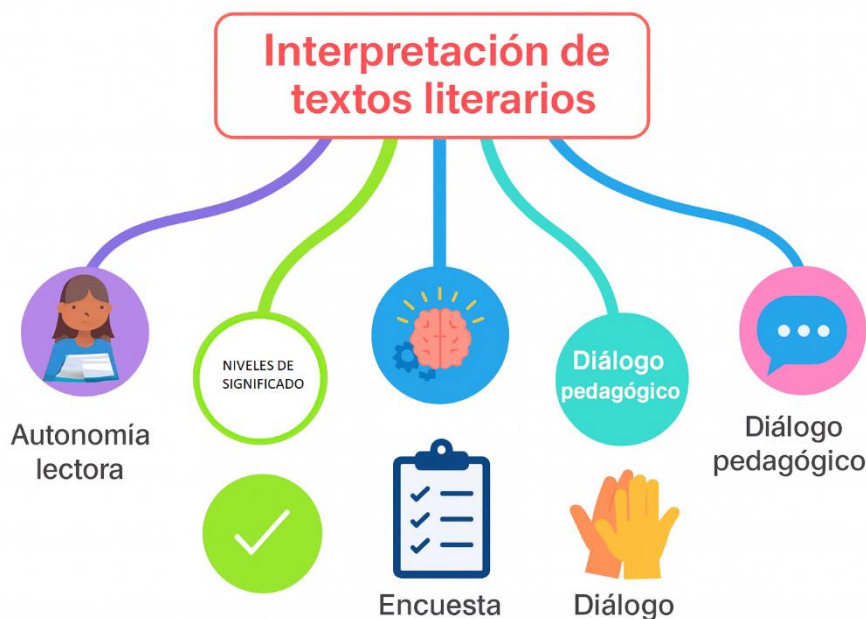 Interpretación de
textos literarios
Autonomía
lectora
NIVELES DE
SIGNIFICADO
Diálogo
pedagógico
Diálogo
pedagógico
Encuesta
Diálogo